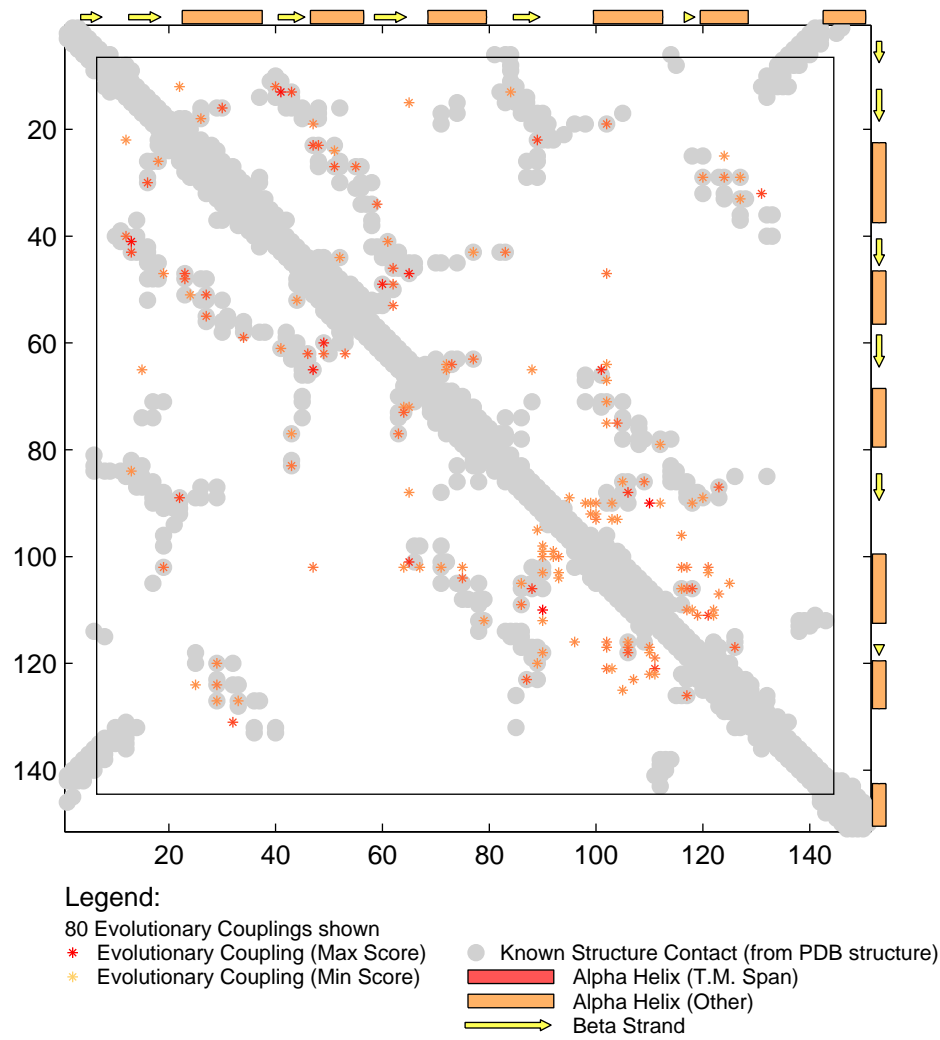 20
40
60
80
100
120
140
20 40 60 80 100 120 140
Legend:
80 Evolutionary Couplings shown
Evolutionary Coupling (Max Score)
Evolutionary Coupling (Min Score)
Known Structure Contact (from PDB structure)
Alpha Helix (T.M. Span)
Alpha Helix (Other)
Beta Strand